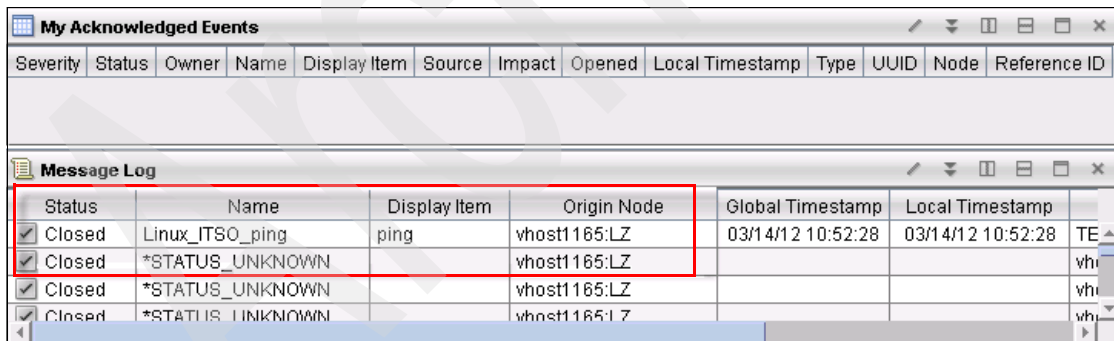 My Acknowledged Events
Severity Status Owner Name Display Item Source Impact Opened Local Timestamp Type UUID Node Reference ID
Message Log
Status Name Display Item Origin Node Global Timestamp Local Timestamp
Closed Linux_ITSO_ping ping vhost1165:LZ 03/14/12 10:52:28 03/14/12 10:52:28 TE
Closed *STATUS_UNKNOWN vhost1165:LZ
Closed *STATUS_UNKNOWN vhost1165:LZ
Closed *STATUS_UNKNOWN vhost1165:LZ